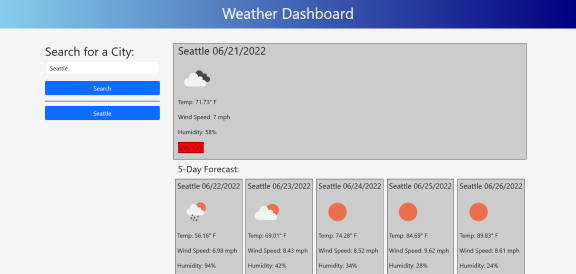 Weather Dashboard
Search for a City:
Seattle
Search
Seattle
Seattle 06/21/2022
Temp: 71.73° F
Wind Speed: 7 mph
Humidity: 58%
5-Day Forecast:
Seattle 06/22/2022
Temp: 56.16° F
Wind Speed: 6.98 mph
Humidity: 94%
Seattle 06/23/2022
Temp: 69.01° F
Wind Speed: 8.43 mph
Humidity: 42%
Seattle 06/24/2022
Temp: 74.28° F
Wind Speed: 8.52 mph
Humidity: 34%
Seattle 06/25/2022
Temp: 84.69° F
Wind Speed: 9.62 mph
Humidity: 28%
Seattle 06/26/2022
Temp: 89.83° F
Wind Speed: 8.61 mph
Humidity: 24%